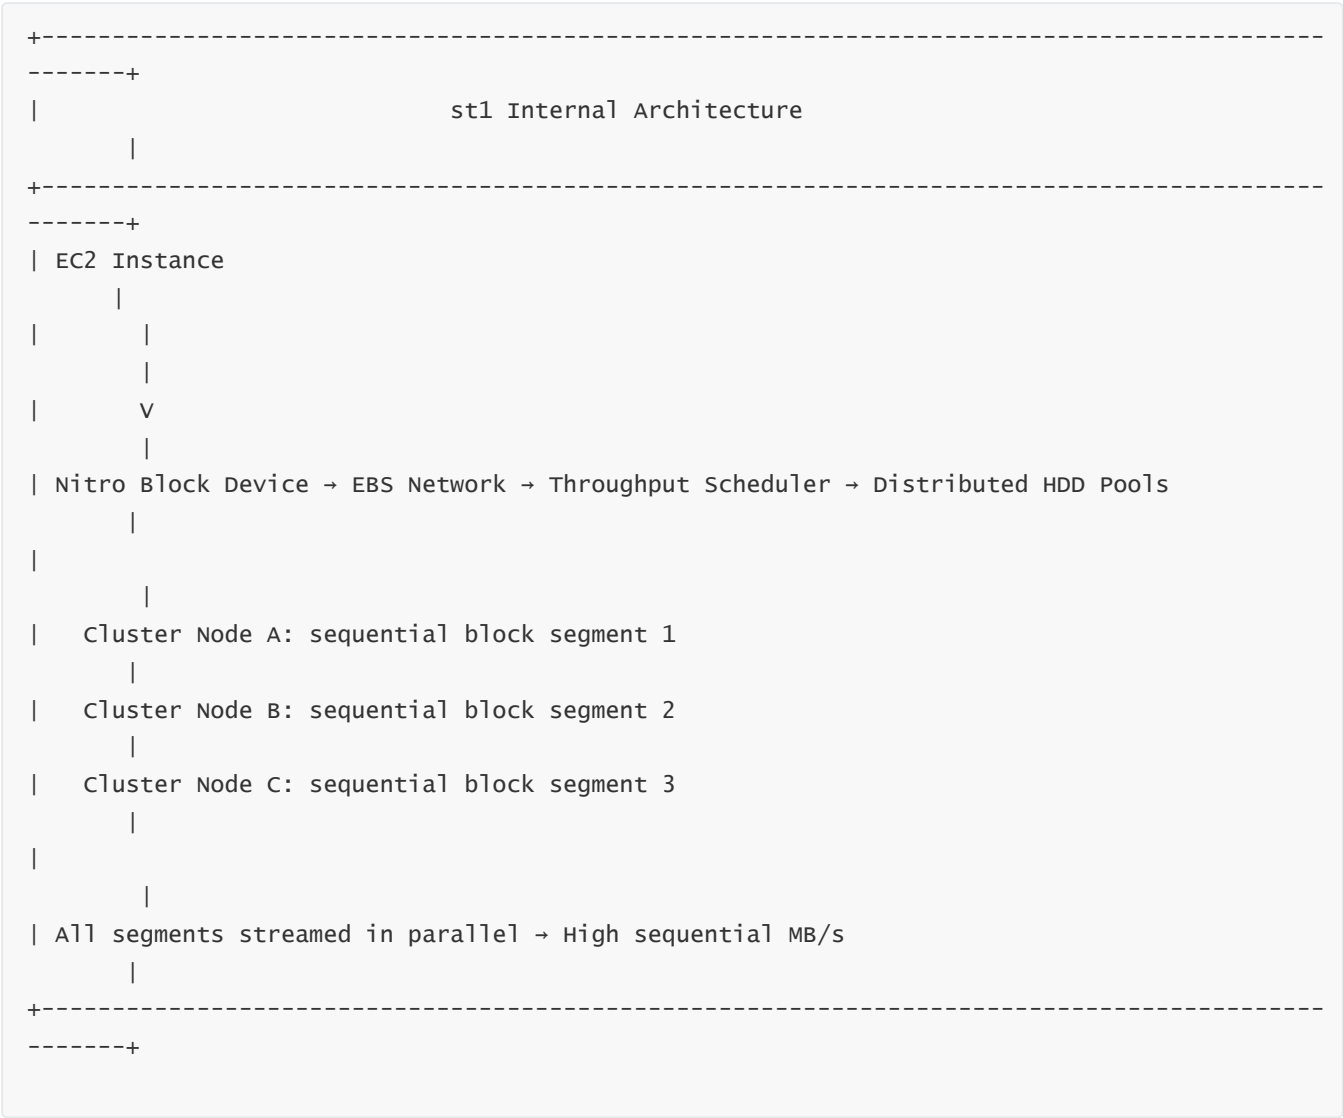 +-------------------------------------------------------------------------------------------
-------+
|                             st1 Internal Architecture
       |
+-------------------------------------------------------------------------------------------
-------+
| EC2 Instance
      |
|       |
        |
|       V
        |
| Nitro Block Device → EBS Network → Throughput Scheduler → Distributed HDD Pools
       |
|
        |
|   Cluster Node A: sequential block segment 1
       |
|   Cluster Node B: sequential block segment 2
       |
|   Cluster Node C: sequential block segment 3
       |
|
        |
| All segments streamed in parallel → High sequential MB/s
       |
+-------------------------------------------------------------------------------------------
-------+